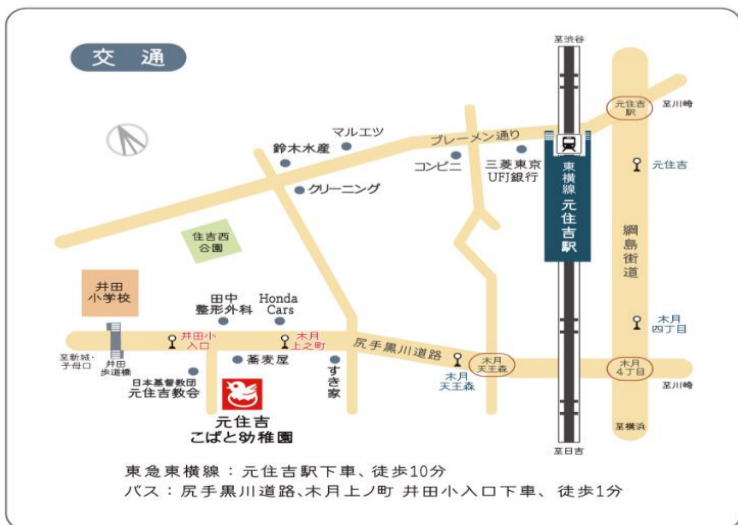 交 通
至渋谷
元住吉
駅
至川崎
ブレーメン通り
マルエツ
鈴木水産
クリーニング
コンビニ
三菱東京
UFJ銀行
東横線 元住吉駅
元住吉
綱島街道
住吉西
公園
井田
小学校
田中
整形外科
Honda
Cars
木月
四丁目
井田小
入口
木月
上之町
尻手黒川道路
至新城・
子母口
井田
歩道橋
蕎麦屋
すき家
木月
天王森
木月
天王森
木月
4丁目
至川崎
日本基督教団
元住吉教会
元住吉
こばと幼稚園
至横浜
至日吉
東急東横線：元住吉駅下車、徒歩10分
バス：尻手黒川道路、木月上ノ町 井田小入口下車、徒歩1分